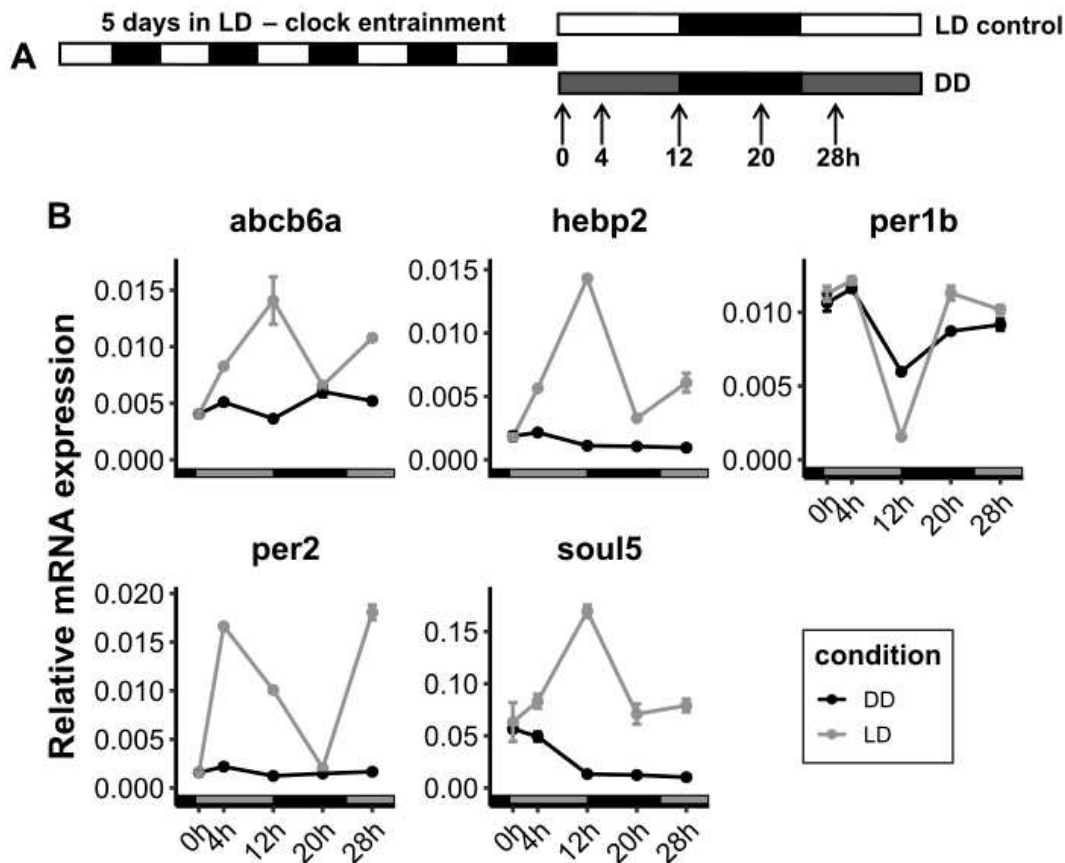 5 days in LD – clock entrainment
LD control
A
DD
0 4 12 20 28h
B
abcb6a
hebp2
per1b
Relative mRNA expression
0.015
0.010
0.005
0.000
0.015
0.010
0.005
0.000
0.010
0.005
0.000
0h 4h 12h 20h 28h
per2
soul5
0.020
0.015
0.010
0.005
0.000
0h 4h 12h 20h 28h
0.15
0.10
0.05
0.00
0h 4h 12h 20h 28h
condition
DD
LD